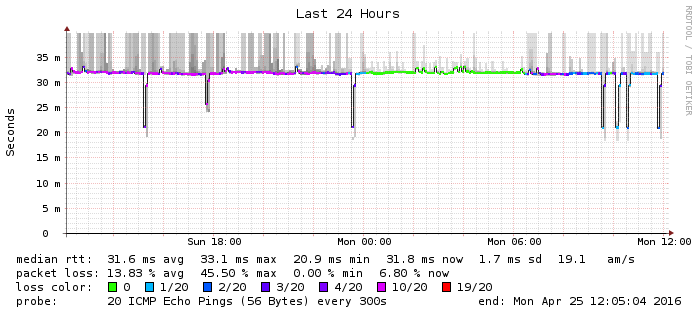 Last 24 Hours
RRDTOOL / TOBI OETIKER
Seconds
35 m
30 m
25 m
20 m
15 m
10 m
5 m
0
Sun 18:00 Mon 00:00 Mon 06:00 Mon 12:00
median rtt: 31.6 ms avg 33.1 ms max 20.9 ms min 31.8 ms now 1.7 ms sd 19.1 am/s
packet loss: 13.83 % avg 45.50 % max 0.00 % min 6.80 % now
loss color: 0 1/20 2/20 3/20 4/20 10/20 19/20
probe: 20 ICMP Echo Pings (56 Bytes) every 300s end: Mon Apr 25 12:05:04 2016